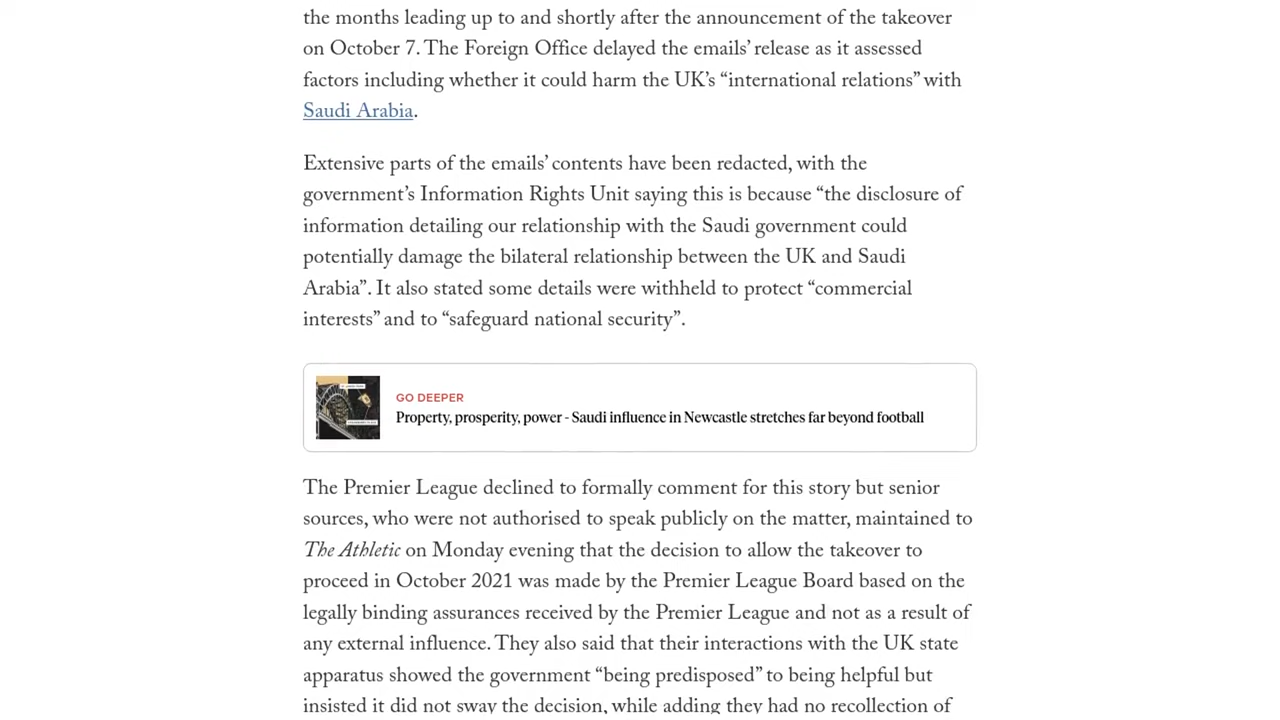 the months leading up to and shortly after the announcement of the takeover
on October 7. The Foreign Office delayed the emails’ release as it assessed
factors including whether it could harm the UK’s “international relations” with
Saudi Arabia.
Extensive parts of the emails’ contents have been redacted, with the
government’s Information Rights Unit saying this is because “the disclosure of
information detailing our relationship with the Saudi government could
potentially damage the bilateral relationship between the UK and Saudi
Arabia”. It also stated some details were withheld to protect “commercial
interests” and to “safeguard national security”.
GO DEEPER
Property, prosperity, power - Saudi influence in Newcastle stretches far beyond football
The Premier League declined to formally comment for this story but senior
sources, who were not authorised to speak publicly on the matter, maintained to
The Athletic on Monday evening that the decision to allow the takeover to
proceed in October 2021 was made by the Premier League Board based on the
legally binding assurances received by the Premier League and not as a result of
any external influence. They also said that their interactions with the UK state
apparatus showed the government “being predisposed” to being helpful but
insisted it did not sway the decision, while adding they had no recollection of